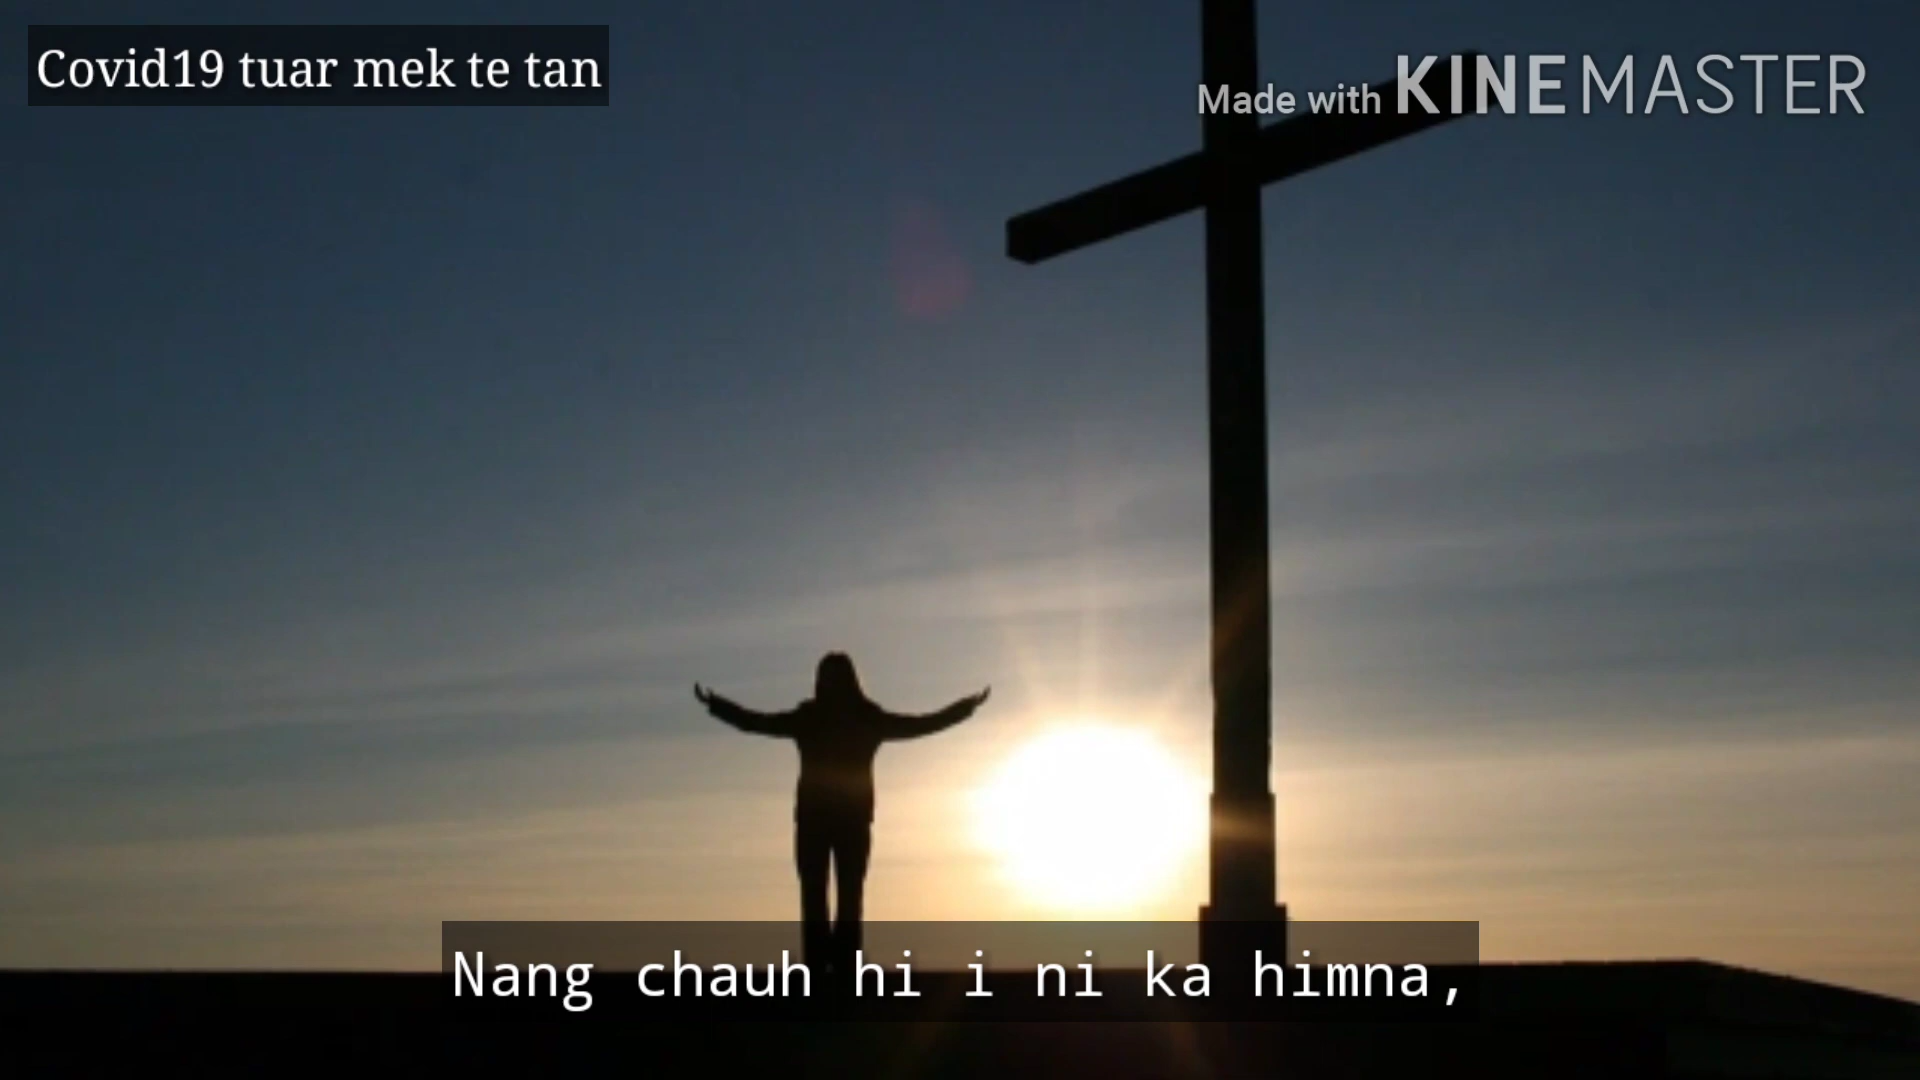 Covid19 tuar mek te tan
Made with KINEMASTER
Nang chauh hi i ni ka himna,